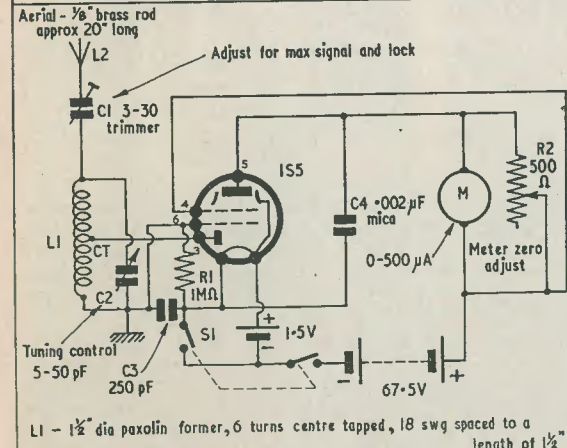 Aerial - ⅛" brass rod
approx 20" long
L2
Adjust for max signal and lock
C1 3-30
trimmer
5
1S5
R2
500
Ω
4
6
3
C4 ·002µF
mica
M
L1
CT
R1
1MΩ
0-500 µA
Meter zero
adjust
C2
S1
+
1·5V
-
Tuning control
5-50 pF
C3
250 pF
-
+
67·5V
L1 - 1½" dia paxolin former, 6 turns centre tapped, 18 swg spaced to a
length of 1½"